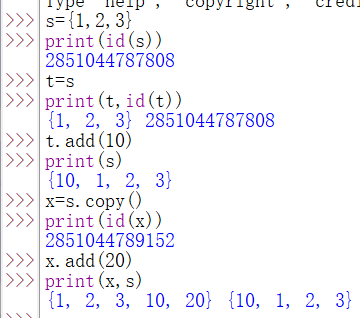 Type "help", "copyright", "cred
>>> s={1,2,3}
>>> print(id(s))
2851044787808
>>> t=s
>>> print(t,id(t))
{1, 2, 3} 2851044787808
>>> t.add(10)
>>> print(s)
{10, 1, 2, 3}
>>> x=s.copy()
>>> print(id(x))
2851044789152
>>> x.add(20)
>>> print(x,s)
{1, 2, 3, 10, 20} {10, 1, 2, 3}
>>>